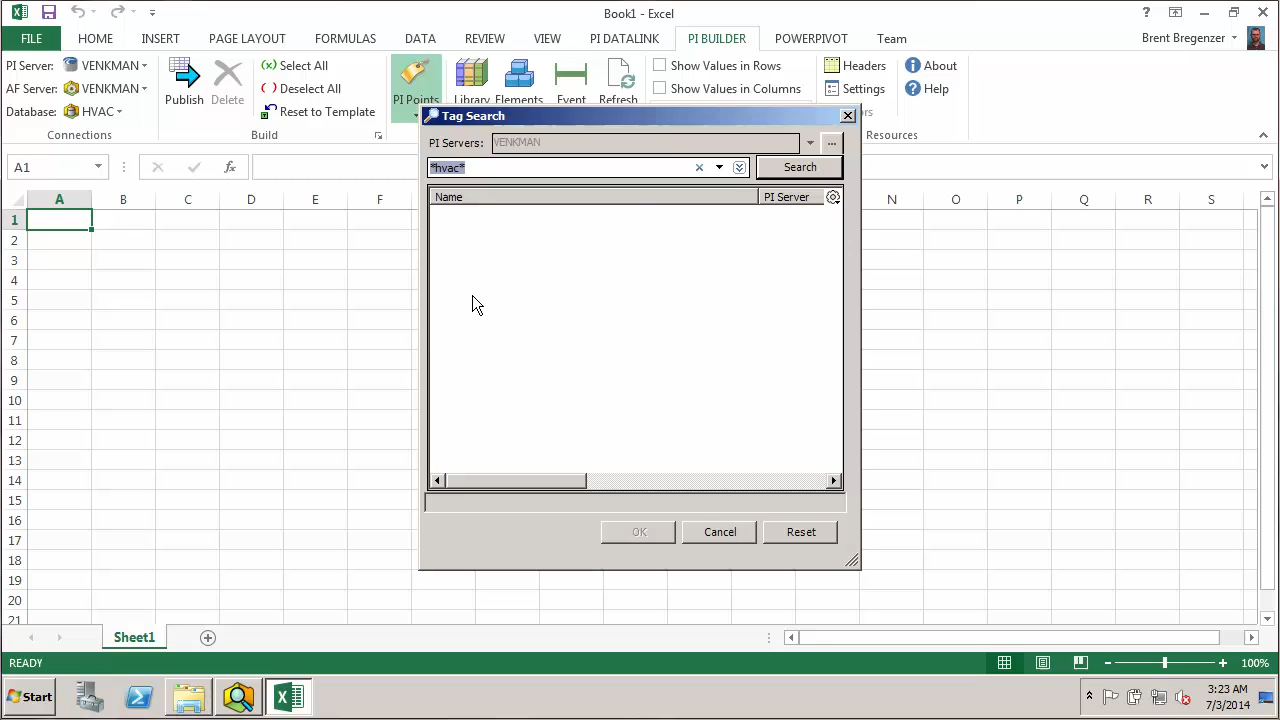 Book1 - Excel
FILE HOME INSERT PAGE LAYOUT FORMULAS DATA REVIEW VIEW PI DATALINK PI BUILDER POWERPIVOT Team Brent Bregenzer
PI Server: VENKMAN
AF Server: VENKMAN
Database: HVAC
Connections
Publish Delete
(x) Select All
( ) Deselect All
Reset to Template
Build
PI Points Library Elements Event Refresh
Show Values in Rows
Show Values in Columns
Headers
Settings
About
Help
Resources
A1 fx
Tag Search
PI Servers: VENKMAN ...
*hvac* Search
Name PI Server
OK Cancel Reset
A B C D E F N O P Q R S
1
2
3
4
5
6
7
8
9
10
11
12
13
14
15
16
17
18
19
20
21
Sheet1
READY 100%
Start 3:23 AM
7/3/2014